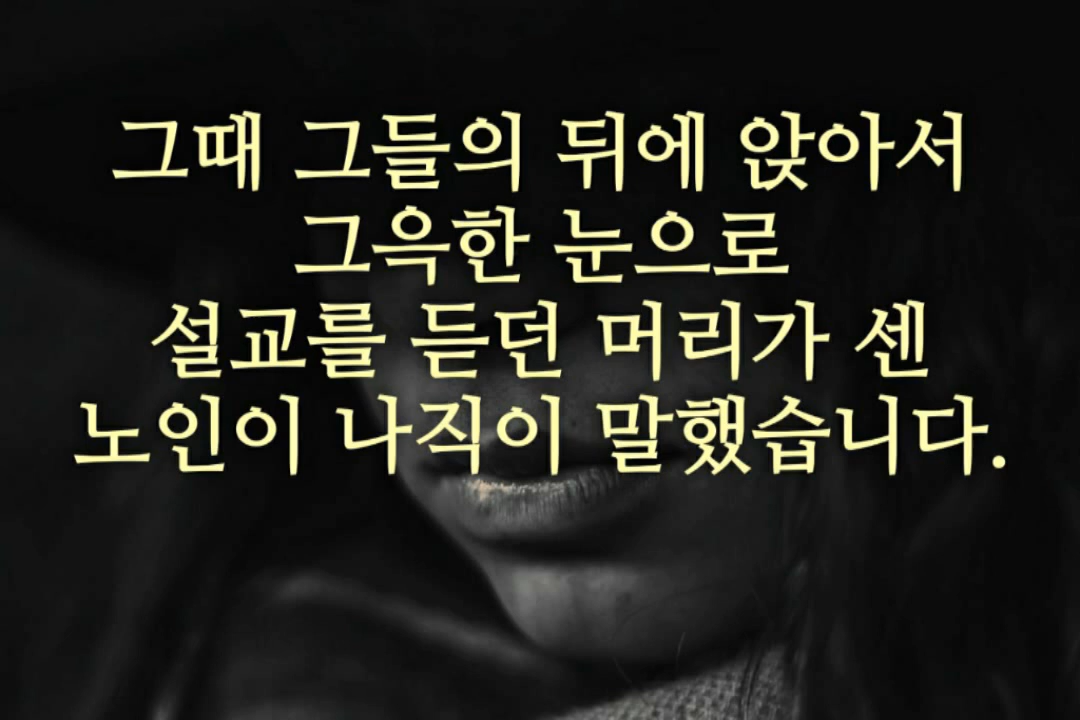 그때 그들의 뒤에 앉아서
그윽한 눈으로
설교를 듣던 머리가 센
노인이 나직이 말했습니다.